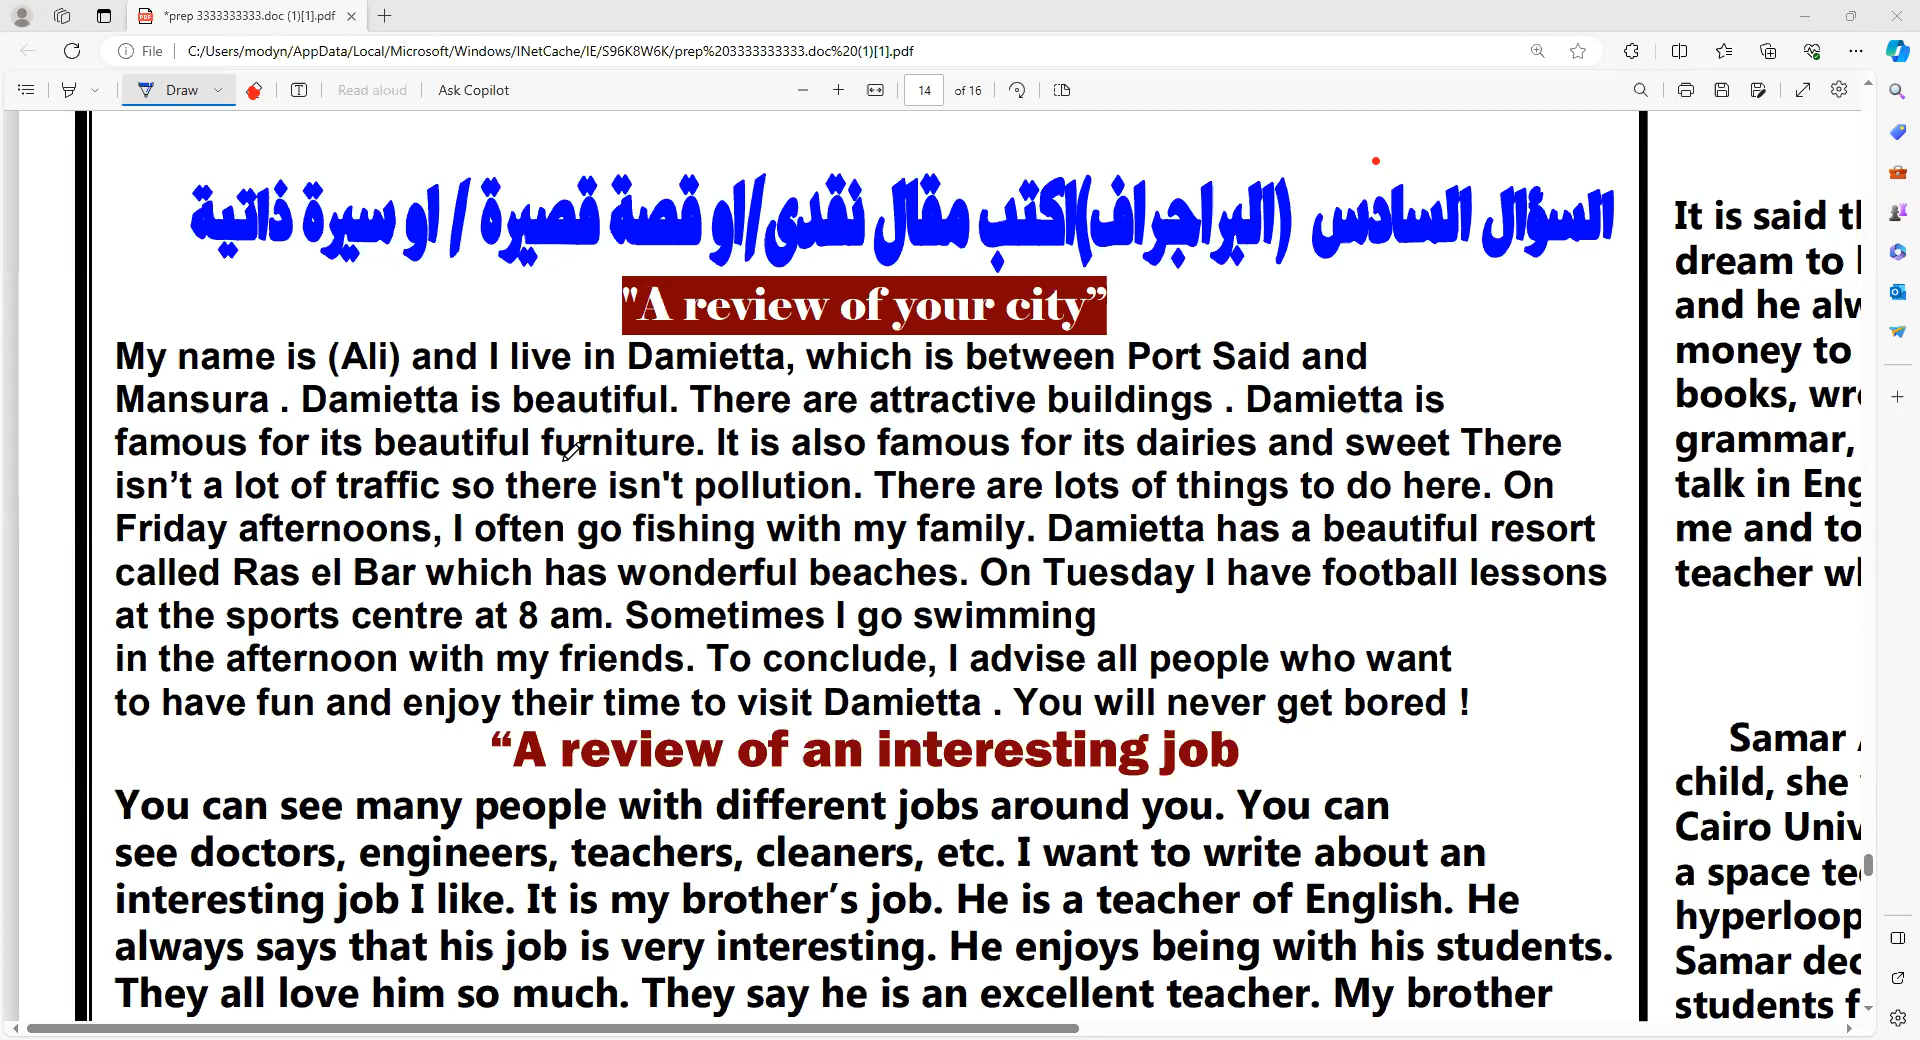 *prep 3333333333.doc (1)[1].pdf
File
C:/Users/modyn/AppData/Local/Microsoft/Windows/INetCache/IE/S96K8W6K/prep%203333333333.doc%20(1)[1].pdf
Draw
Read aloud
Ask Copilot
14
of 16
السؤال السادس (البراجراف)اكتب مقال نقدى/او قصة قصيرة / او سيرة ذاتية
"A review of your city”
My name is (Ali) and I live in Damietta, which is between Port Said and
Mansura . Damietta is beautiful. There are attractive buildings . Damietta is
famous for its beautiful furniture. It is also famous for its dairies and sweet There
isn’t a lot of traffic so there isn't pollution. There are lots of things to do here. On
Friday afternoons, I often go fishing with my family. Damietta has a beautiful resort
called Ras el Bar which has wonderful beaches. On Tuesday I have football lessons
at the sports centre at 8 am. Sometimes I go swimming
in the afternoon with my friends. To conclude, I advise all people who want
to have fun and enjoy their time to visit Damietta . You will never get bored !
“A review of an interesting job
You can see many people with different jobs around you. You can
see doctors, engineers, teachers, cleaners, etc. I want to write about an
interesting job I like. It is my brother’s job. He is a teacher of English. He
always says that his job is very interesting. He enjoys being with his students.
They all love him so much. They say he is an excellent teacher. My brother
It is said
dream to
and he
money to
books,
grammar,
talk in
me and to
teacher
Samar
child, she
Cairo
a space
hyperloop
Samar
students